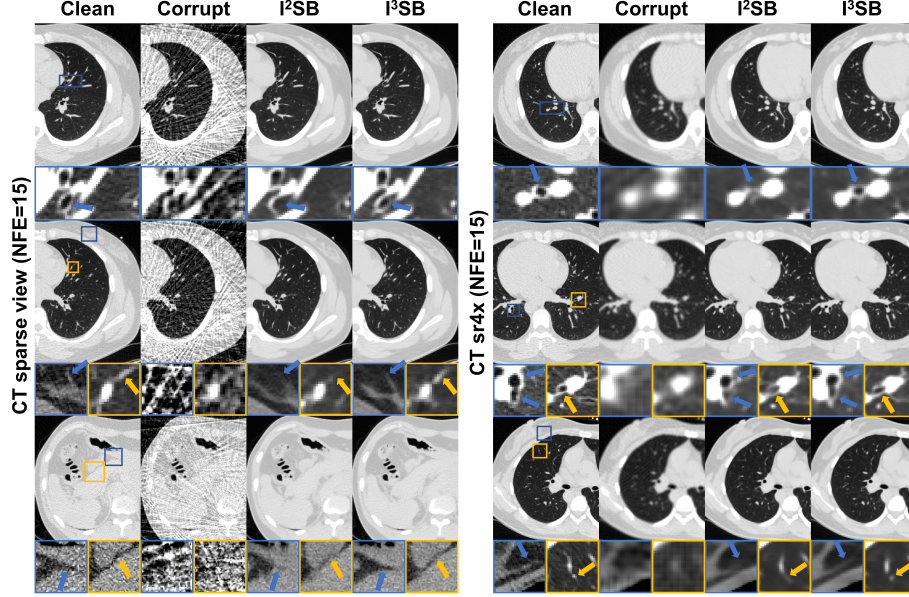 Clean Corrupt I²SB I³SB
CT sparse view (NFE=15)
Clean Corrupt I²SB I³SB
CT sr4x (NFE=15)